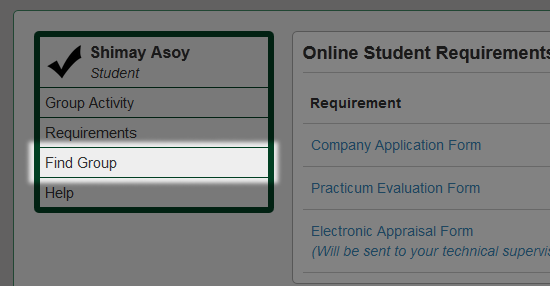 Shimay Asoy
Student
Group Activity
Requirements
Find Group
Help
Online Student Requirements
Requirement
Company Application Form
Practicum Evaluation Form
Electronic Appraisal Form
(Will be sent to your technical